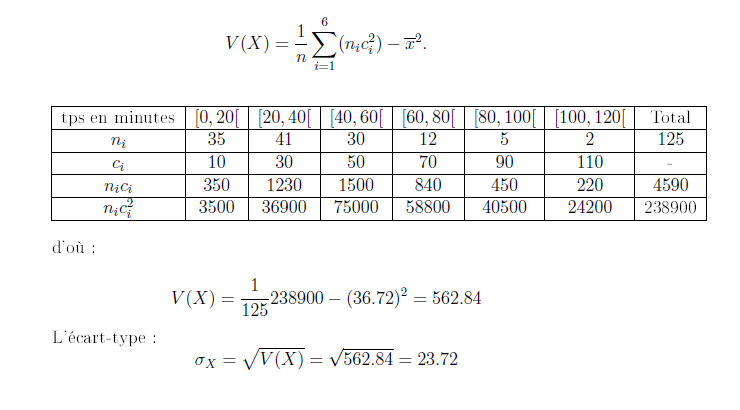 V(X) = \frac{1}{n} \sum_{i=1}^{6} (n_i c_i^2) - \overline{x}^2.
tps en minutes | [0, 20[ | [20, 40[ | [40, 60[ | [60, 80[ | [80, 100[ | [100, 120[ | Total
n_i | 35 | 41 | 30 | 12 | 5 | 2 | 125
c_i | 10 | 30 | 50 | 70 | 90 | 110 | -
n_i c_i | 350 | 1230 | 1500 | 840 | 450 | 220 | 4590
n_i c_i^2 | 3500 | 36900 | 75000 | 58800 | 40500 | 24200 | 238900
d'où :
V(X) = \frac{1}{125} 238900 - (36.72)^2 = 562.84
L'écart-type :
σ_X = \sqrt{V(X)} = \sqrt{562.84} = 23.72